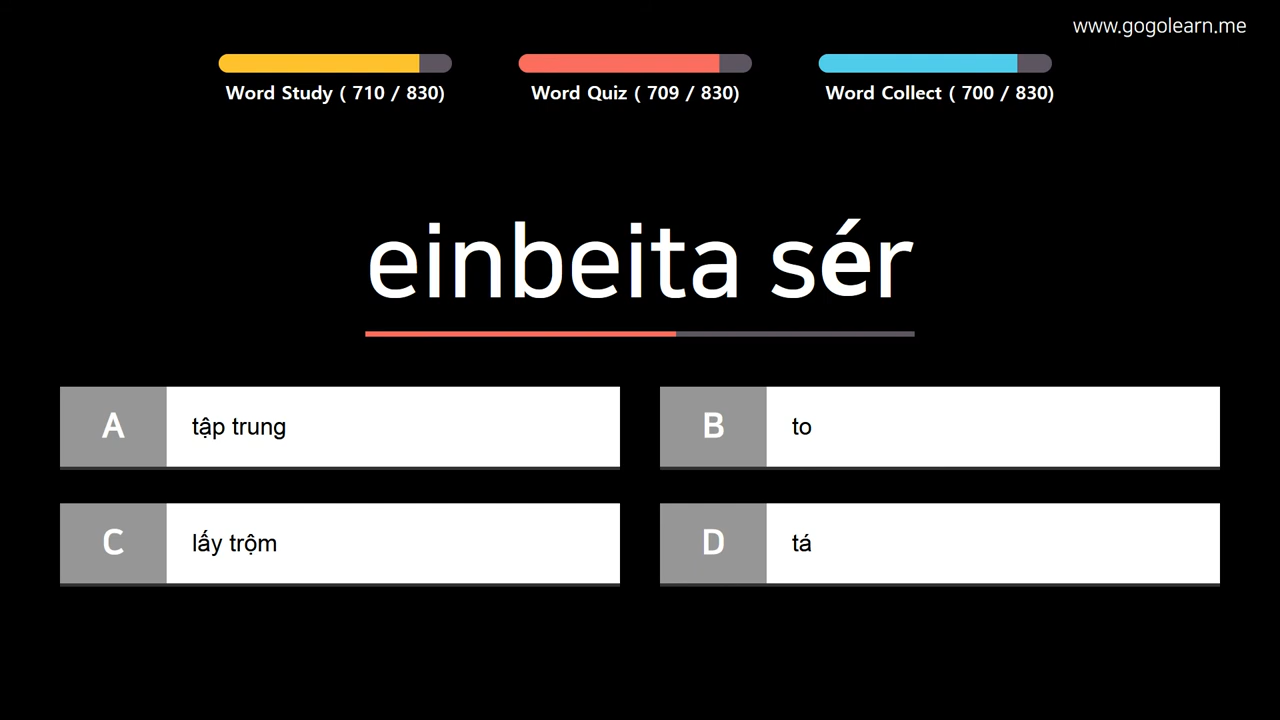 www.gogolearn.me
Word Study ( 710 / 830)
Word Quiz ( 709 / 830)
Word Collect ( 700 / 830)
einbeita sér
A
tập trung
B
to
C
lấy trộm
D
tá